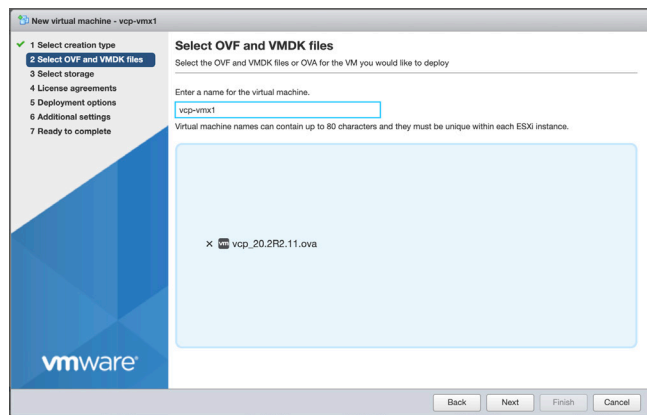 New virtual machine - vcp-vmx1
1 Select creation type
2 Select OVF and VMDK files
3 Select storage
4 License agreements
5 Deployment options
6 Additional settings
7 Ready to complete
vmware®
Select OVF and VMDK files
Select the OVF and VMDK files or OVA for the VM you would like to deploy
Enter a name for the virtual machine.
vcp-vmx1
Virtual machine names can contain up to 80 characters and they must be unique within each ESXi instance.
× vm vcp_20.2R2.11.ova
Back Next Finish Cancel